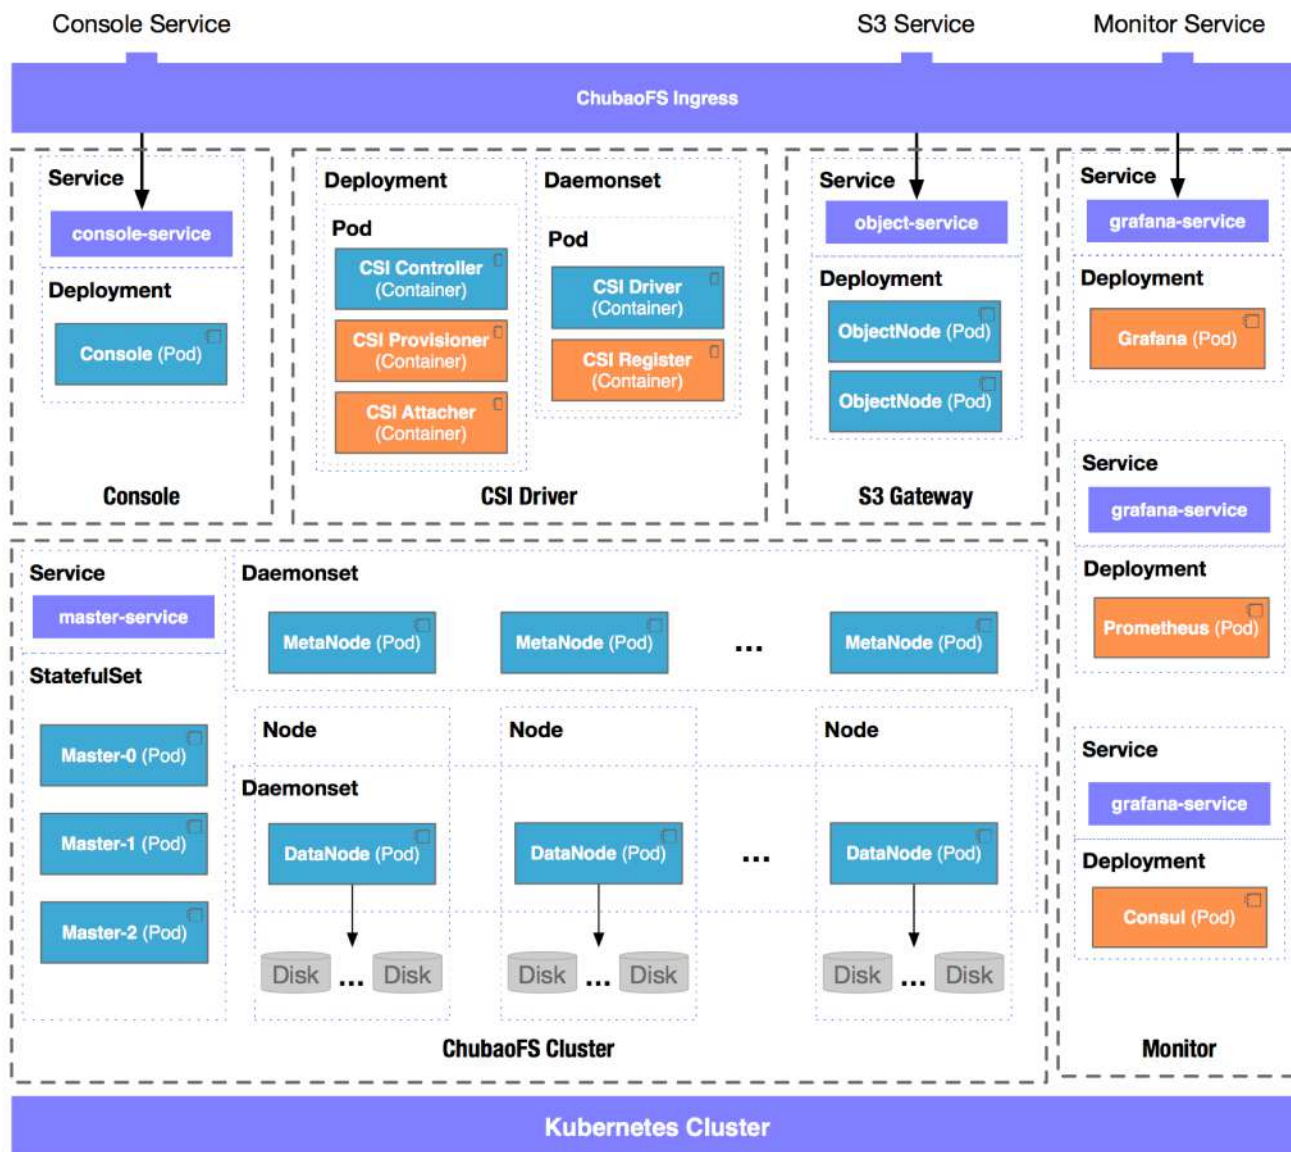 Console Service
S3 Service
Monitor Service
ChubaoFS Ingress
Service
console-service
Deployment
Console (Pod)
Console
Deployment
Pod
CSI Controller
(Container)
CSI Provisioner
(Container)
CSI Attacher
(Container)
Daemonset
Pod
CSI Driver
(Container)
CSI Register
(Container)
CSI Driver
Service
object-service
Deployment
ObjectNode (Pod)
ObjectNode (Pod)
S3 Gateway
Service
grafana-service
Deployment
Grafana (Pod)
Service
grafana-service
Deployment
Prometheus (Pod)
Service
grafana-service
Deployment
Consul (Pod)
Monitor
Service
master-service
StatefulSet
Master-0 (Pod)
Master-1 (Pod)
Master-2 (Pod)
Daemonset
MetaNode (Pod)
MetaNode (Pod)
...
MetaNode (Pod)
Node
Node
Node
Daemonset
DataNode (Pod)
DataNode (Pod)
...
DataNode (Pod)
Disk ... Disk
Disk ... Disk
Disk ... Disk
ChubaoFS Cluster
Kubernetes Cluster